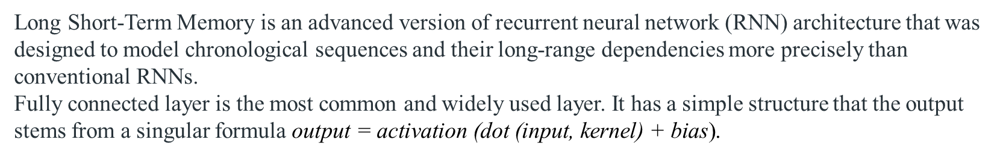 Long Short-Term Memory is an advanced version of recurrent neural network (RNN) architecture that was
designed to model chronological sequences and their long-range dependencies more precisely than
conventional RNNs.
Fully connected layer is the most common and widely used layer. It has a simple structure that the output
stems from a singular formula output = activation (dot (input, kernel) + bias).